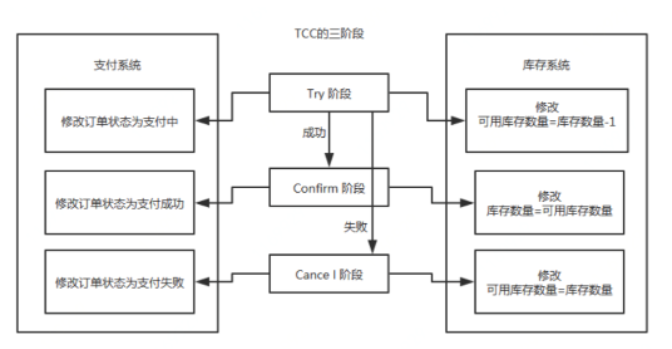 TCC的三阶段
支付系统
库存系统
Try 阶段
修改订单状态为支付中
修改
可用库存数量=库存数量-1
成功
Confirm 阶段
修改订单状态为支付成功
修改
库存数量=可用库存数量
失败
Cance l 阶段
修改订单状态为支付失败
修改
可用库存数量=库存数量